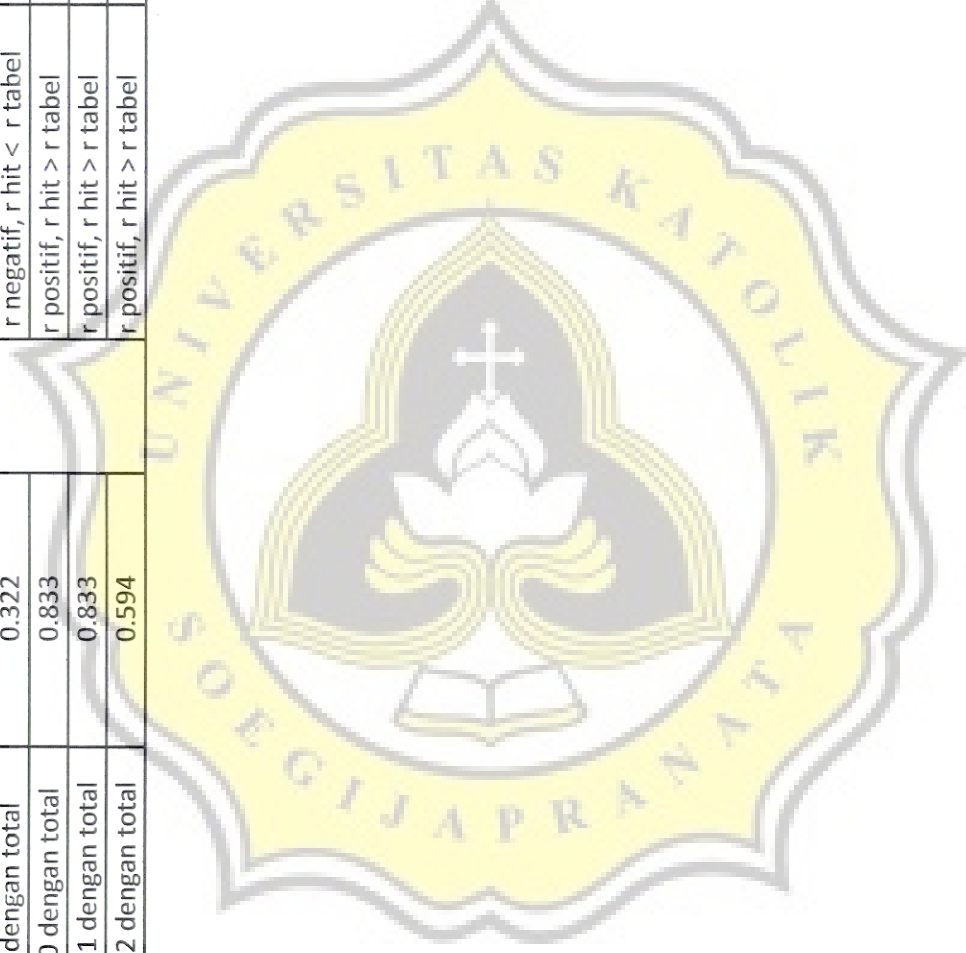 dengan total 0.322 r negatif, r hit < r tabel
0 dengan total 0.833 r positif, r hit > r tabel
1 dengan total 0.833 r positif, r hit > r tabel
2 dengan total 0.594 r positif, r hit > r tabel
UNIVERSITAS KATOLIK
SOEGIJAPRANATA